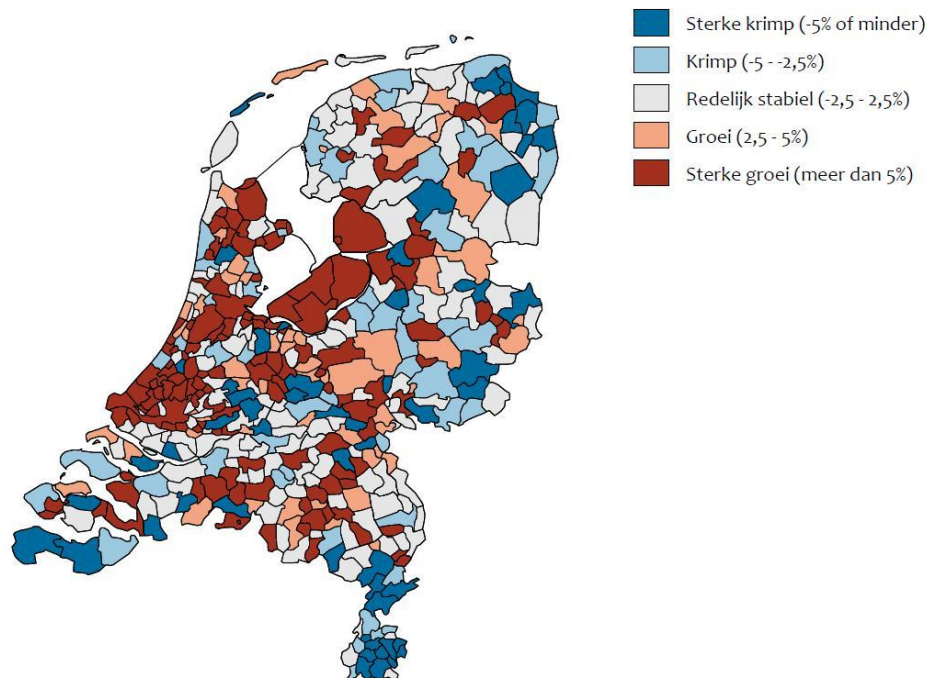 Sterke krimp (-5% of minder)
Krimp (-5 - -2,5%)
Redelijk stabiel (-2,5 - 2,5%)
Groei (2,5 - 5%)
Sterke groei (meer dan 5%)